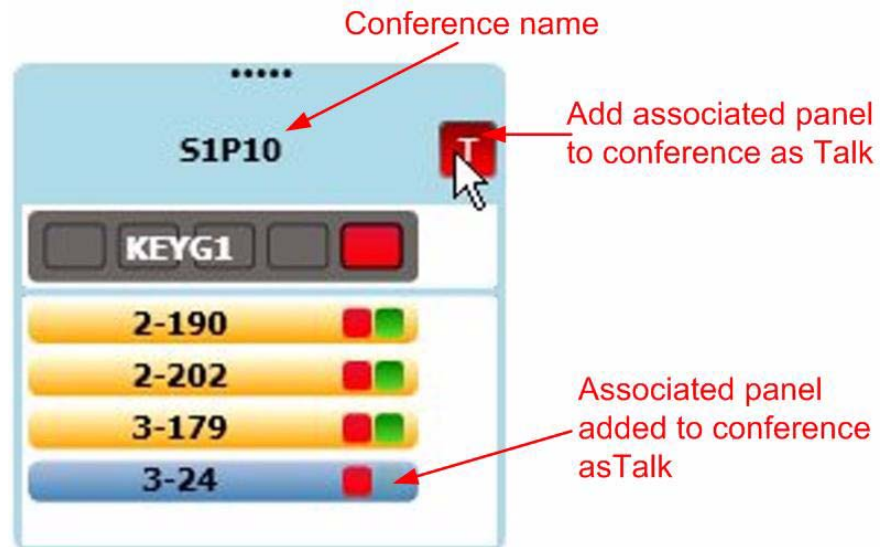 Conference name
S1P10
T
Add associated panel
to conference as Talk
KEYG1
2-190
2-202
3-179
3-24
Associated panel
added to conference
asTalk